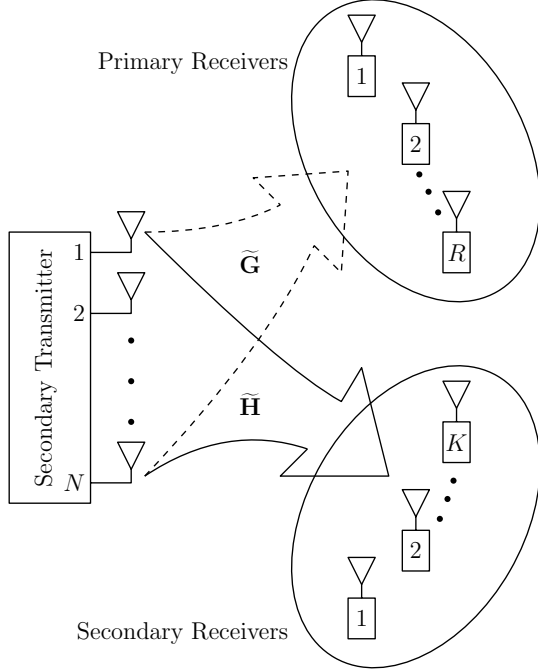 Primary Receivers
1
2
R
Secondary Transmitter
1
2
N
G̃
H̃
K
2
1
Secondary Receivers